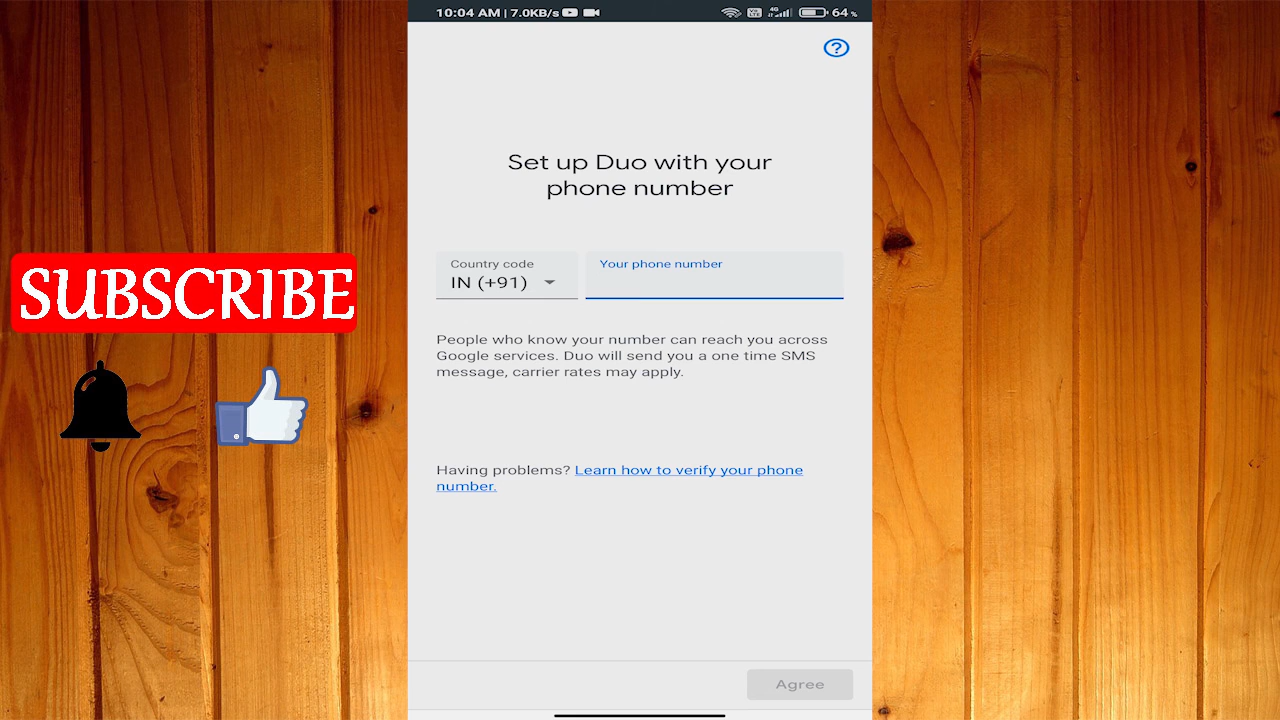 10:04 AM | 7.0KB/s
4G
64%
Set up Duo with your
phone number
Country code
IN (+91)
Your phone number
People who know your number can reach you across
Google services. Duo will send you a one time SMS
message, carrier rates may apply.
Having problems? Learn how to verify your phone
number.
Agree
SUBSCRIBE